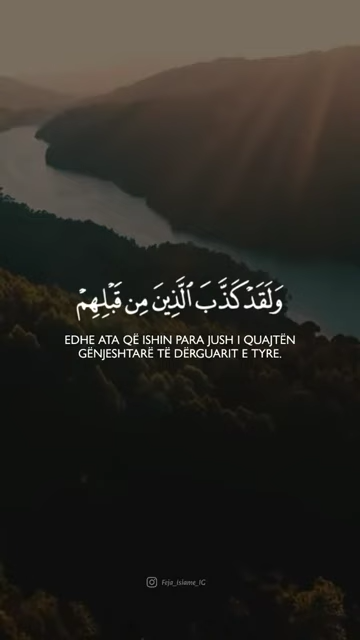 وَلَقَدْ كَذَّبَ ٱلَّذِينَ مِن قَبْلِهِمْ
EDHE ATA QË ISHIN PARA JUSH I QUAJTËN
GËNJESHTARË TË DËRGUARIT E TYRE.
Feja_Islame_IG